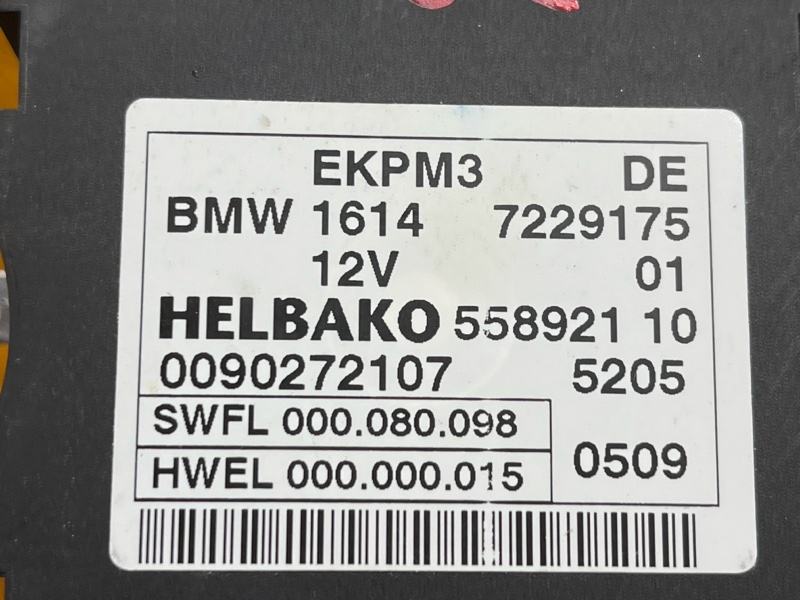 EKPM3 DE
BMW 1614 7229175
12V 01
HELBAKO 558921 10
0090272107 5205
SWFL 000.080.098
HWEL 000.000.015 0509